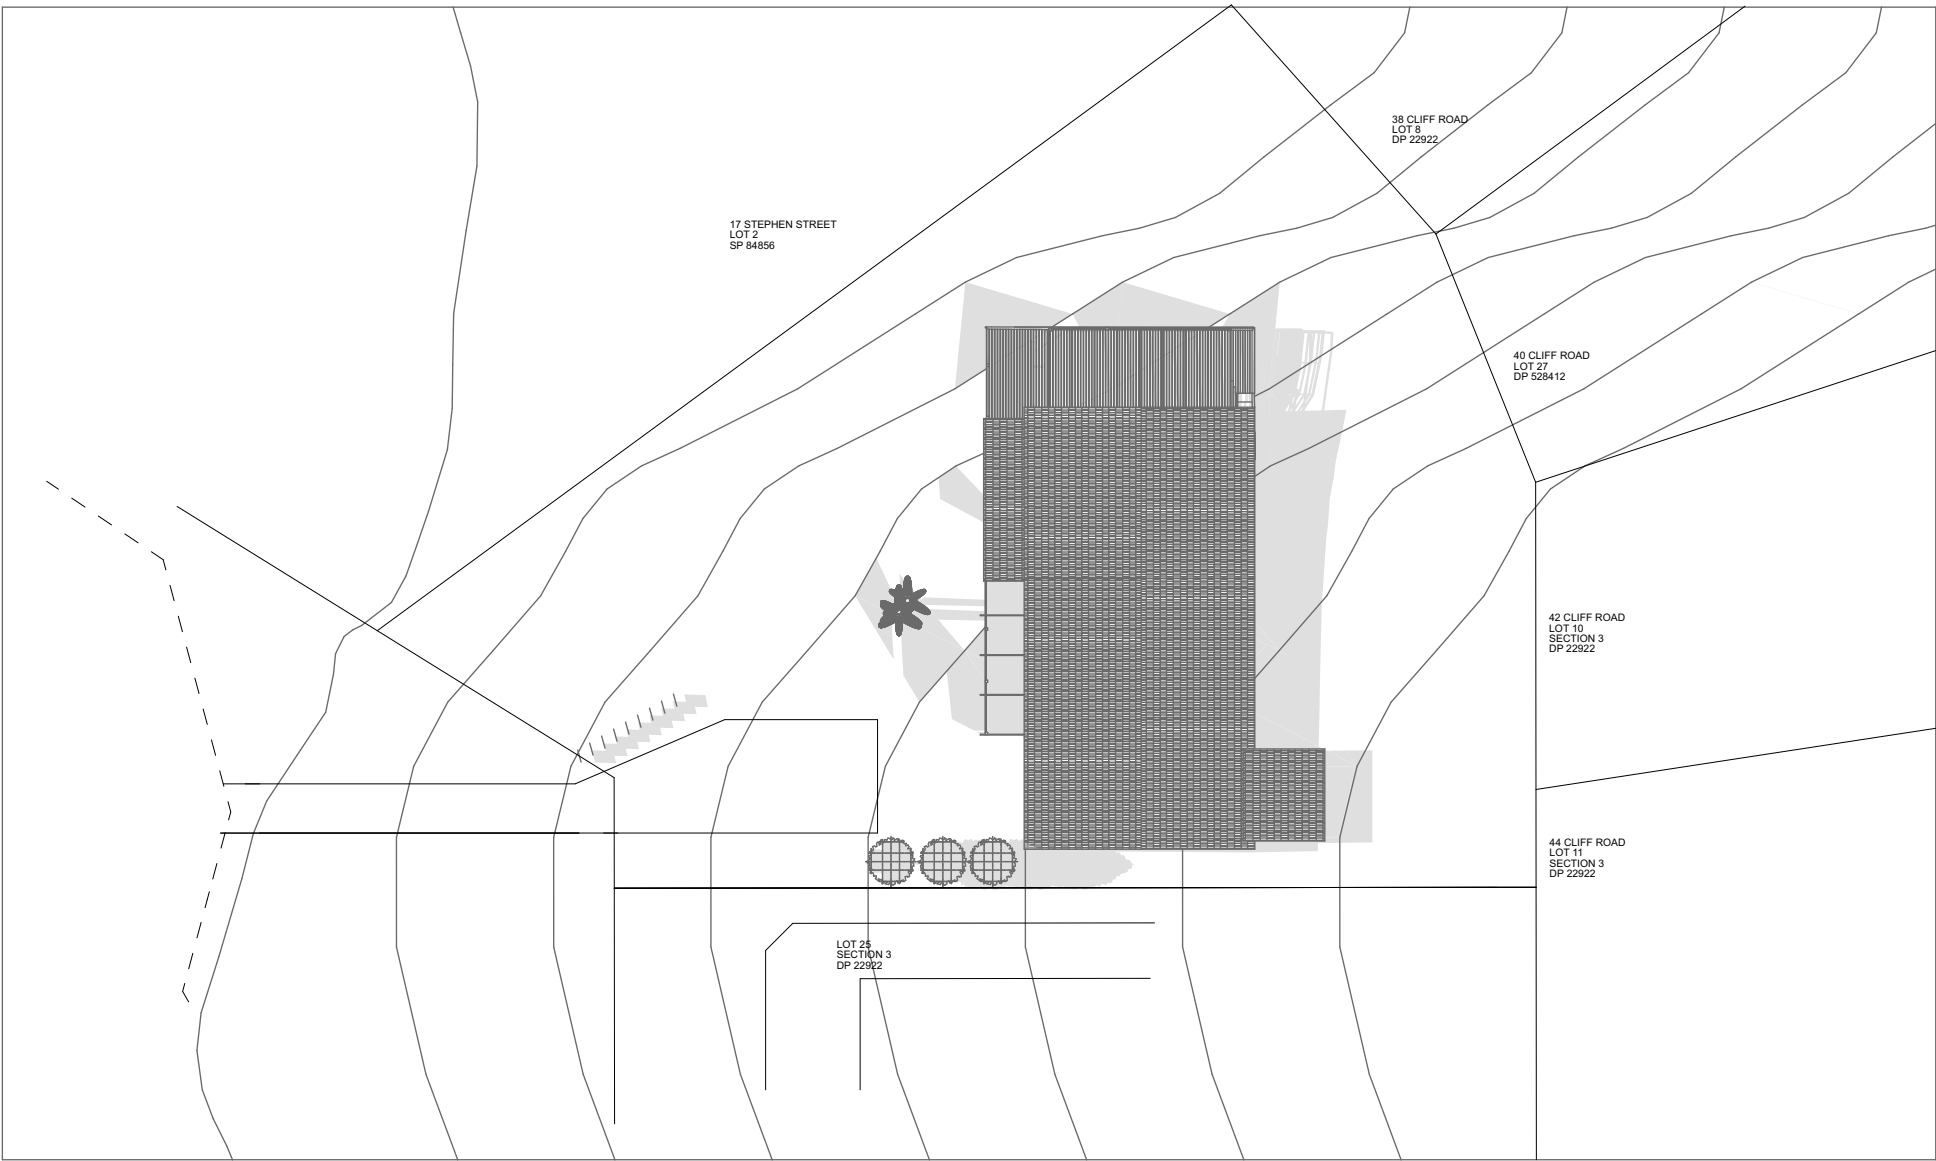 38 CLIFF ROAD
LOT 8
DP 22922
17 STEPHEN STREET
LOT 2
SP 84856
40 CLIFF ROAD
LOT 27
DP 528412
42 CLIFF ROAD
LOT 10
SECTION 3
DP 22922
44 CLIFF ROAD
LOT 11
SECTION 3
DP 22922
LOT 25
SECTION 3
DP 22922